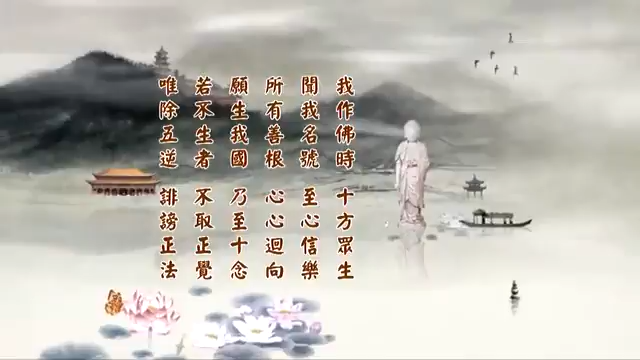 我作佛時 十方眾生
聞我名號 至心信樂
所有善根 心心迴向
願生我國 乃至十念
若不生者 不取正覺
唯除五逆 誹謗正法